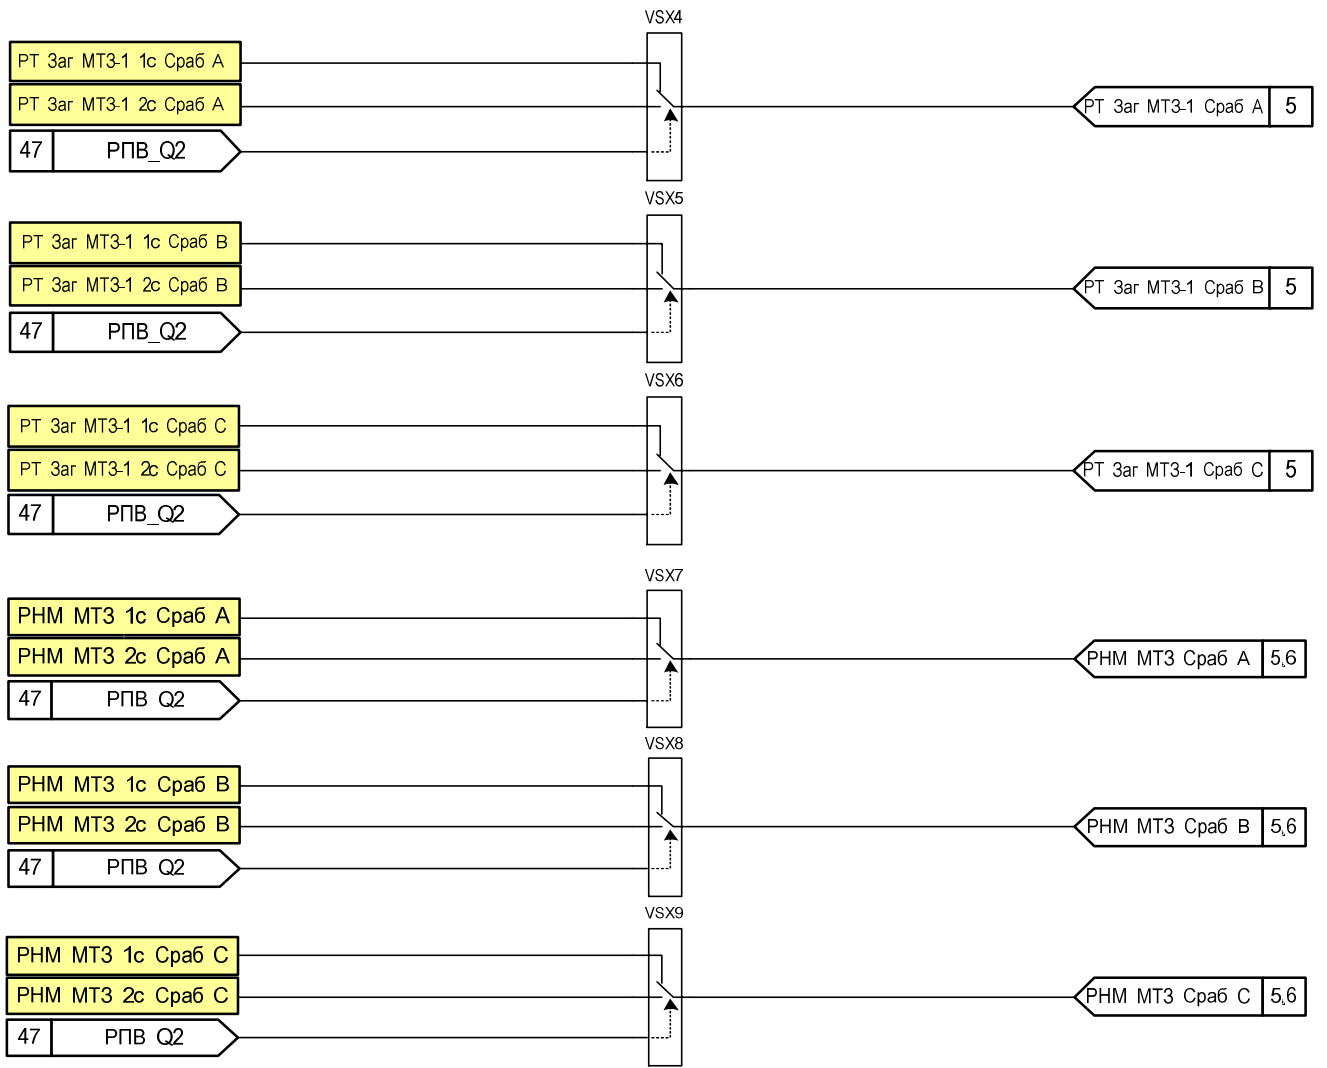 VSX4
РТ Заг МТЗ-1 1с Сраб А
РТ Заг МТЗ-1 2с Сраб А
РТ Заг МТЗ-1 Сраб А 5
47 РПВ_Q2
VSX5
РТ Заг МТЗ-1 1с Сраб В
РТ Заг МТЗ-1 2с Сраб В
РТ Заг МТЗ-1 Сраб В 5
47 РПВ_Q2
VSX6
РТ Заг МТЗ-1 1с Сраб С
РТ Заг МТЗ-1 2с Сраб С
РТ Заг МТЗ-1 Сраб С 5
47 РПВ_Q2
VSX7
РНМ МТЗ 1с Сраб А
РНМ МТЗ 2с Сраб А
РНМ МТЗ Сраб А 5,6
47 РПВ Q2
VSX8
РНМ МТЗ 1с Сраб В
РНМ МТЗ 2с Сраб В
РНМ МТЗ Сраб В 5,6
47 РПВ Q2
VSX9
РНМ МТЗ 1с Сраб С
РНМ МТЗ 2с Сраб С
РНМ МТЗ Сраб С 5,6
47 РПВ Q2